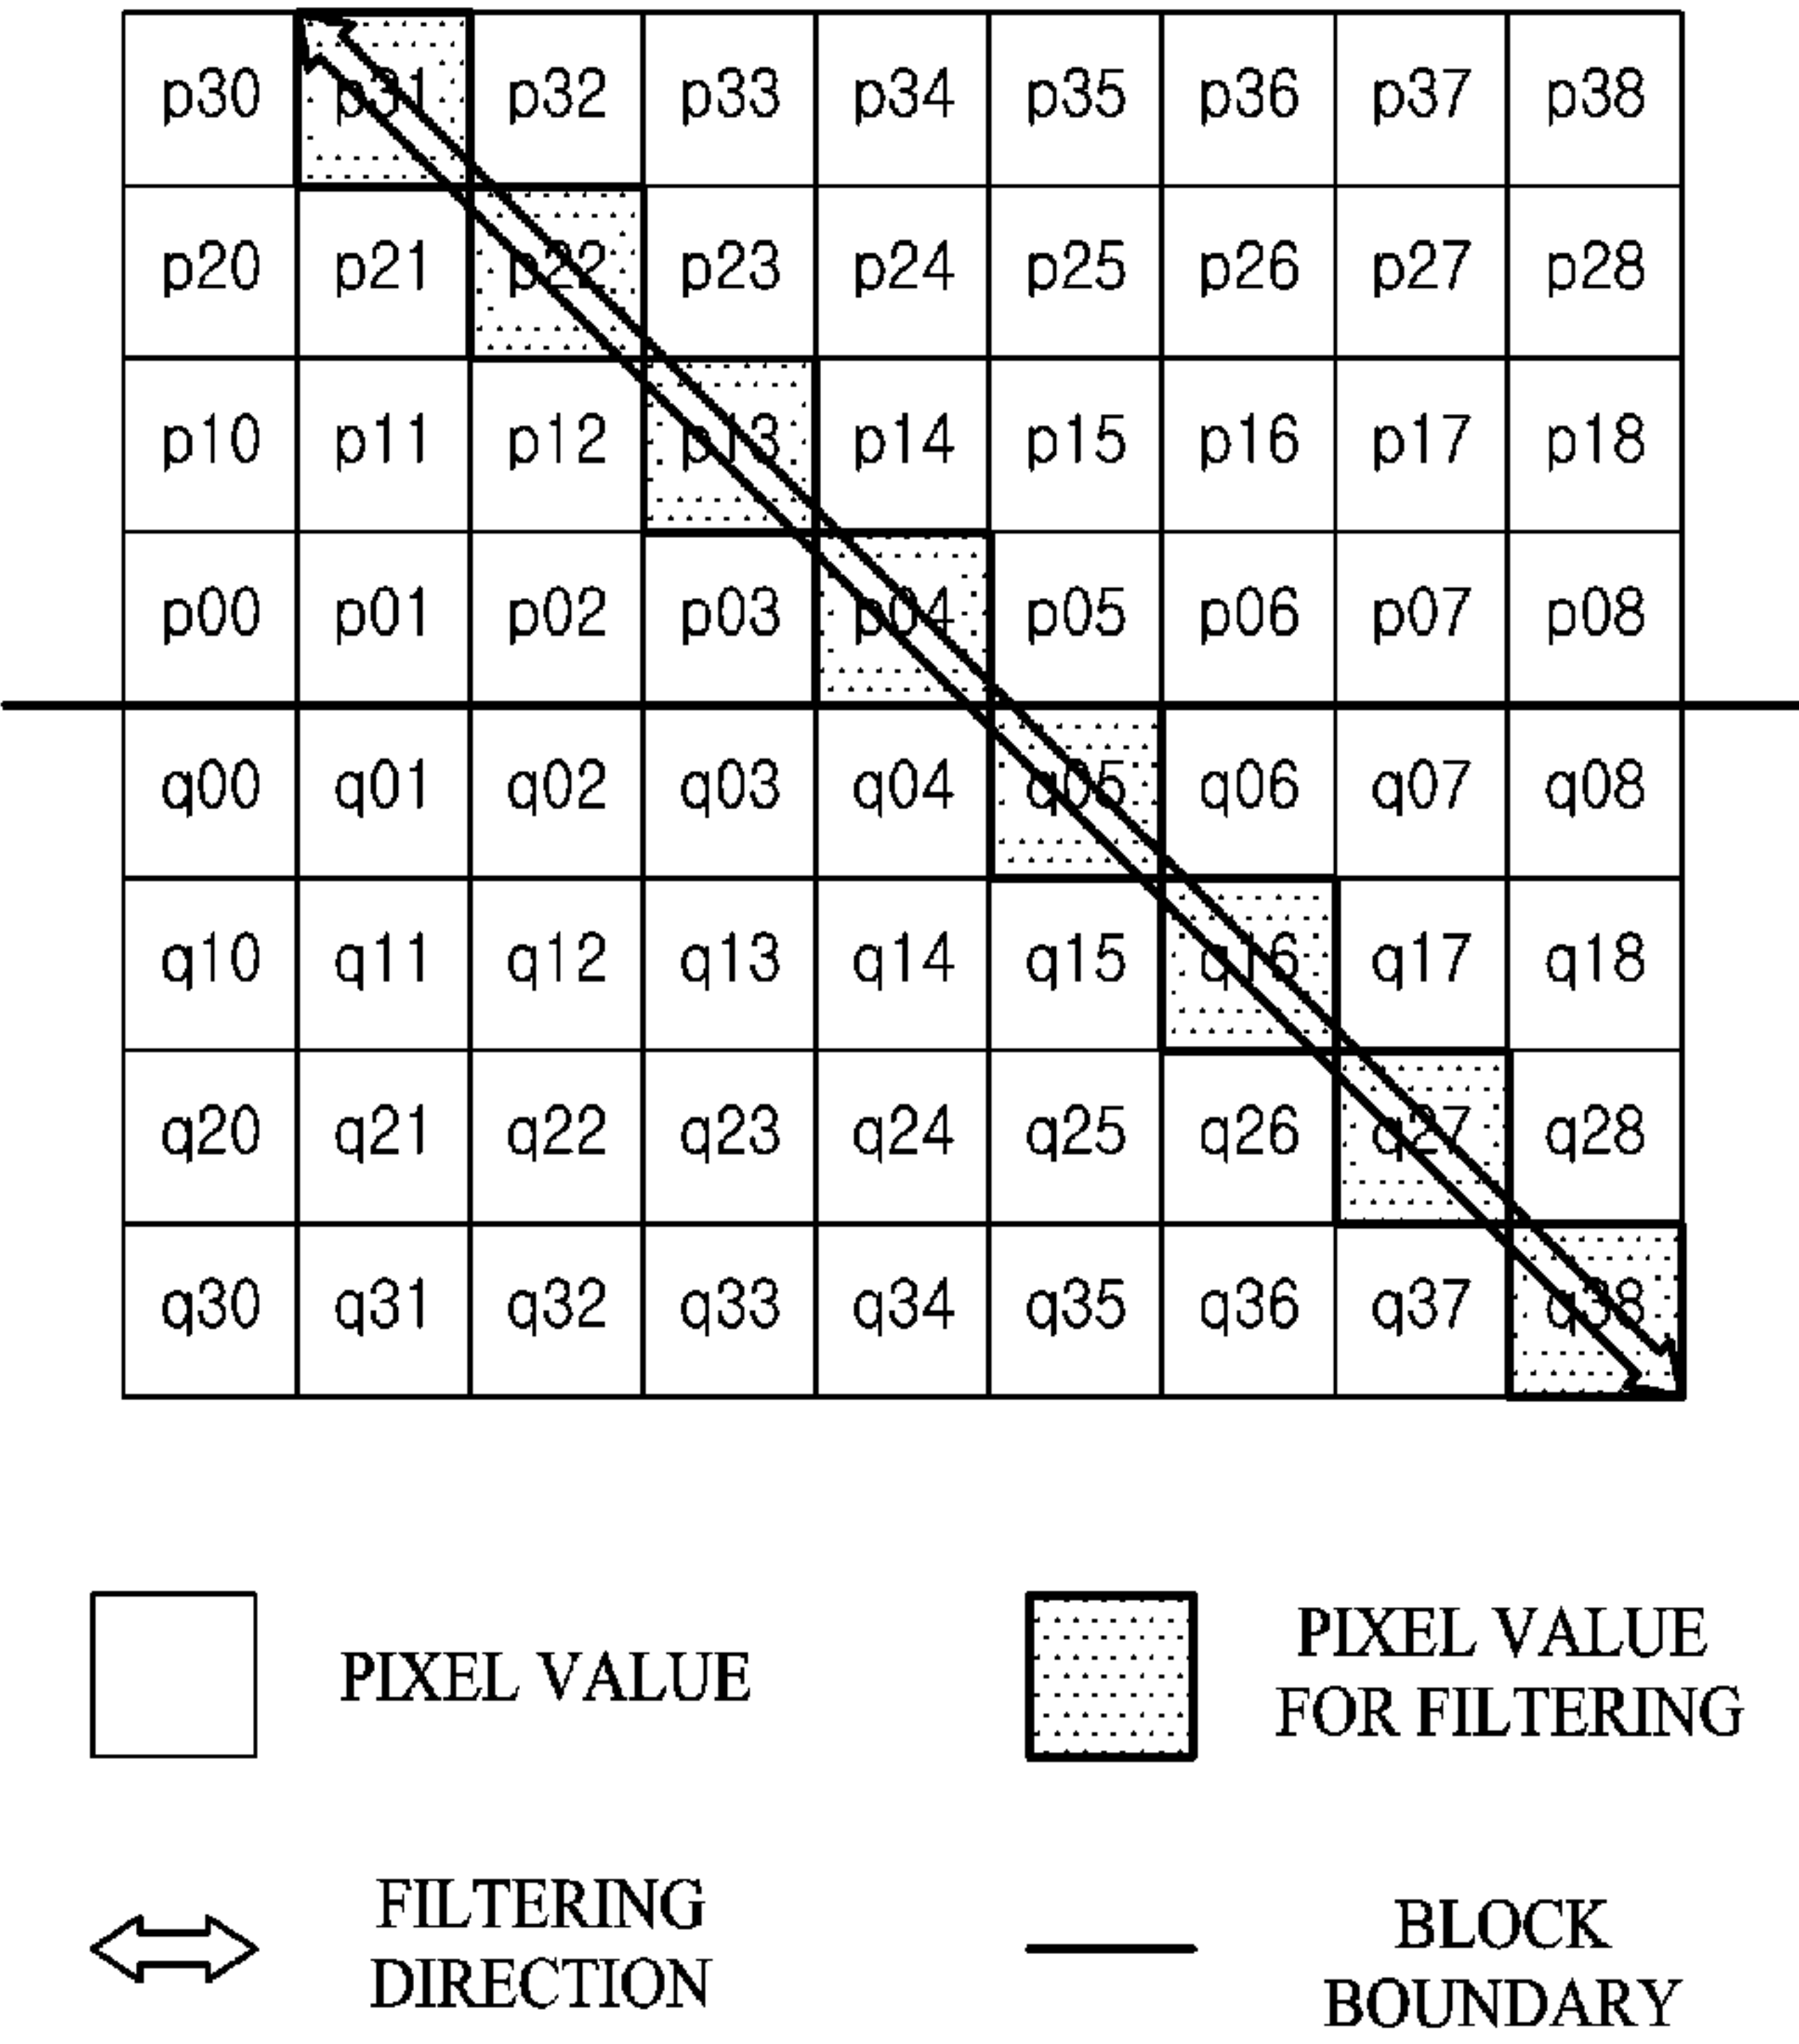 p30 p31 p32 p33 p34 p35 p36 p37 p38
p20 p21 p22 p23 p24 p25 p26 p27 p28
p10 p11 p12 p13 p14 p15 p16 p17 p18
p00 p01 p02 p03 p04 p05 p06 p07 p08
q00 q01 q02 q03 q04 q05 q06 q07 q08
q10 q11 q12 q13 q14 q15 q16 q17 q18
q20 q21 q22 q23 q24 q25 q26 q27 q28
q30 q31 q32 q33 q34 q35 q36 q37 q38
PIXEL VALUE
PIXEL VALUE
FOR FILTERING
FILTERING
DIRECTION
BLOCK
BOUNDARY